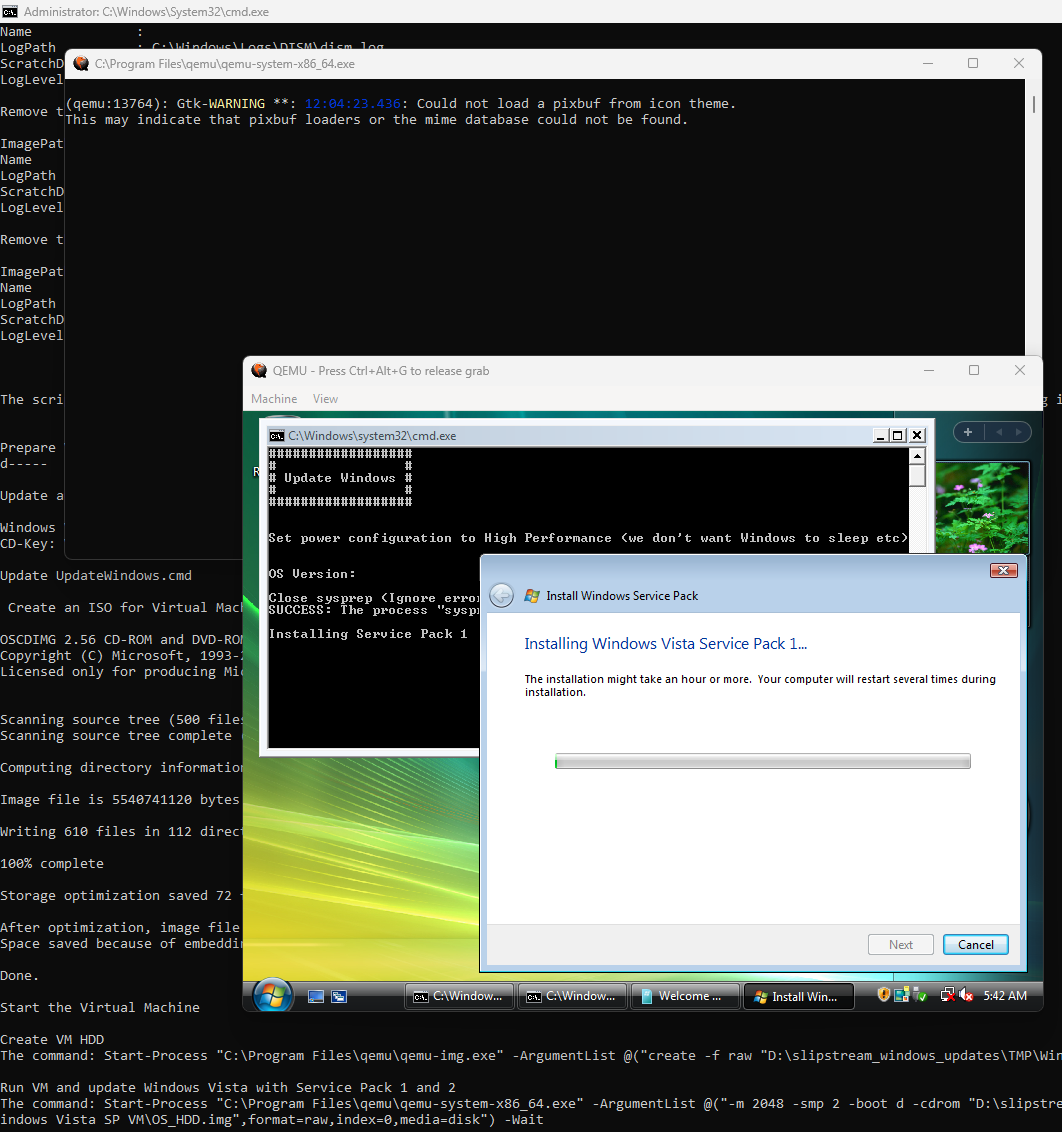 Administrator: C:\Windows\System32\cmd.exe
Name :
LogPath : C:\Windows\Logs\DISM\dism.log
ScratchD
LogLevel
Remove t
ImagePat
Name
LogPath
ScratchD
LogLevel
Remove t
ImagePat
Name
LogPath
ScratchD
LogLevel
The scri
g i
Prepare
d-----
Update a
Windows
CD-Key:
Update UpdateWindows.cmd
Create an ISO for Virtual Mac
OSCDIMG 2.56 CD-ROM and DVD-ROM
Copyright (C) Microsoft, 1993-2
Licensed only for producing Mi
Scanning source tree (500 files
Scanning source tree complete (
Computing directory information
Image file is 5540741120 bytes
Writing 610 files in 112 direct
100% complete
Storage optimization saved 72
After optimization, image file
Space saved because of embeddin
Done.
Start the Virtual Machine
Create VM HDD
The command: Start-Process "C:\Program Files\qemu\qemu-img.exe" -ArgumentList @("create -f raw "D:\slipstream_windows_updates\TMP\Win
Run VM and update Windows Vista with Service Pack 1 and 2
The command: Start-Process "C:\Program Files\qemu\qemu-system-x86_64.exe" -ArgumentList @("-m 2048 -smp 2 -boot d -cdrom "D:\slipstre
indows Vista SP VM\OS_HDD.img",format=raw,index=0,media=disk") -Wait
C:\Program Files\qemu\qemu-system-x86_64.exe
(qemu:13764): Gtk-WARNING **: 12:04:23.436: Could not load a pixbuf from icon theme.
This may indicate that pixbuf loaders or the mime database could not be found.
QEMU - Press Ctrl+Alt+G to release grab
Machine View
R
C:\Windows\system32\cmd.exe
##################
# #
# Update Windows #
# #
##################
Set power configuration to High Performance (we don't want Windows to sleep etc)
OS Version:
Close sysprep (Ignore error
SUCCESS: The process "syspr
Installing Service Pack 1
Install Windows Service Pack
Installing Windows Vista Service Pack 1...
The installation might take an hour or more. Your computer will restart several times during
installation.
Next Cancel
C:\Window... C:\Window... Welcome ... Install Win... 5:42 AM